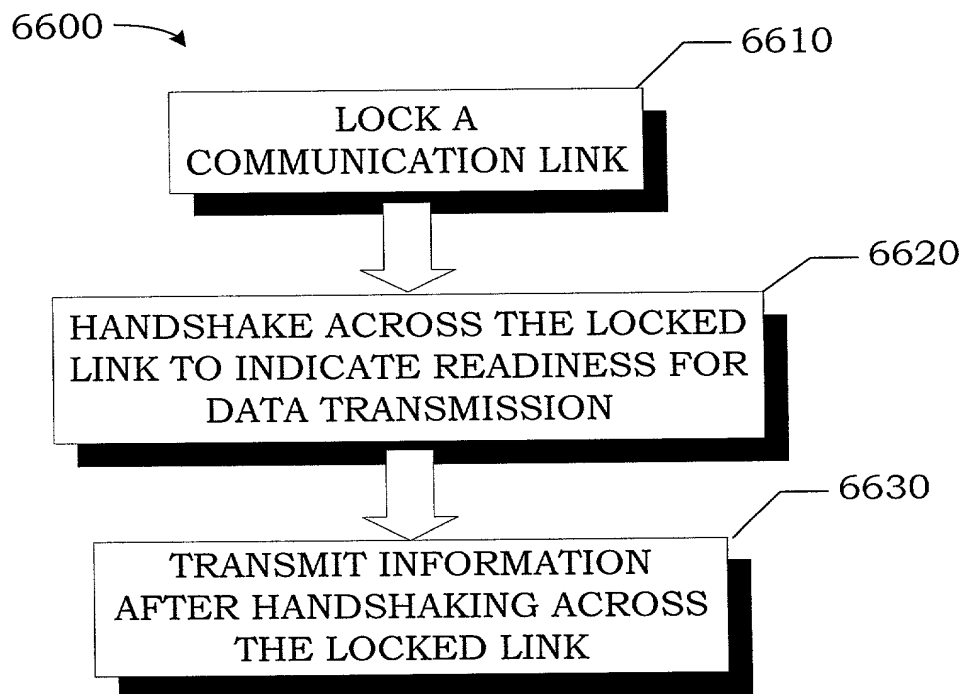 6600
6610
LOCK A
COMMUNICATION LINK
6620
HANDSHAKE ACROSS THE LOCKED
LINK TO INDICATE READINESS FOR
DATA TRANSMISSION
6630
TRANSMIT INFORMATION
AFTER HANDSHAKING ACROSS
THE LOCKED LINK